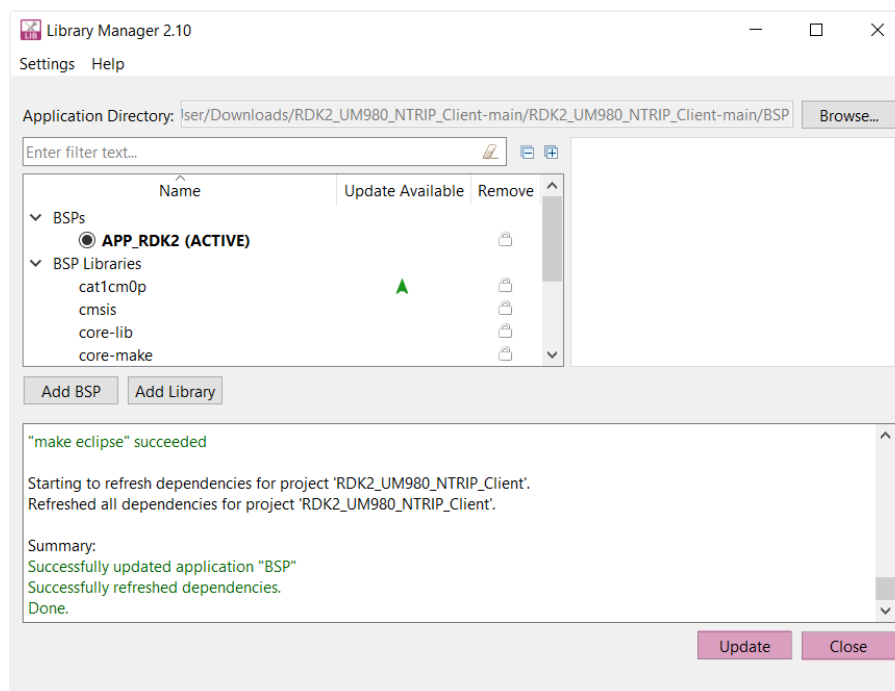 LIB Library Manager 2.10
Settings Help
Application Directory: Jser/Downloads/RDK2_UM980_NTRIP_Client-main/RDK2_UM980_NTRIP_Client-main/BSP Browse...
Enter filter text...
Name Update Available Remove
BSPs
APP_RDK2 (ACTIVE)
BSP Libraries
cat1cm0p
cmsis
core-lib
core-make
Add BSP Add Library
"make eclipse" succeeded
Starting to refresh dependencies for project 'RDK2_UM980_NTRIP_Client'.
Refreshed all dependencies for project 'RDK2_UM980_NTRIP_Client'.
Summary:
Successfully updated application "BSP"
Successfully refreshed dependencies.
Done.
Update Close